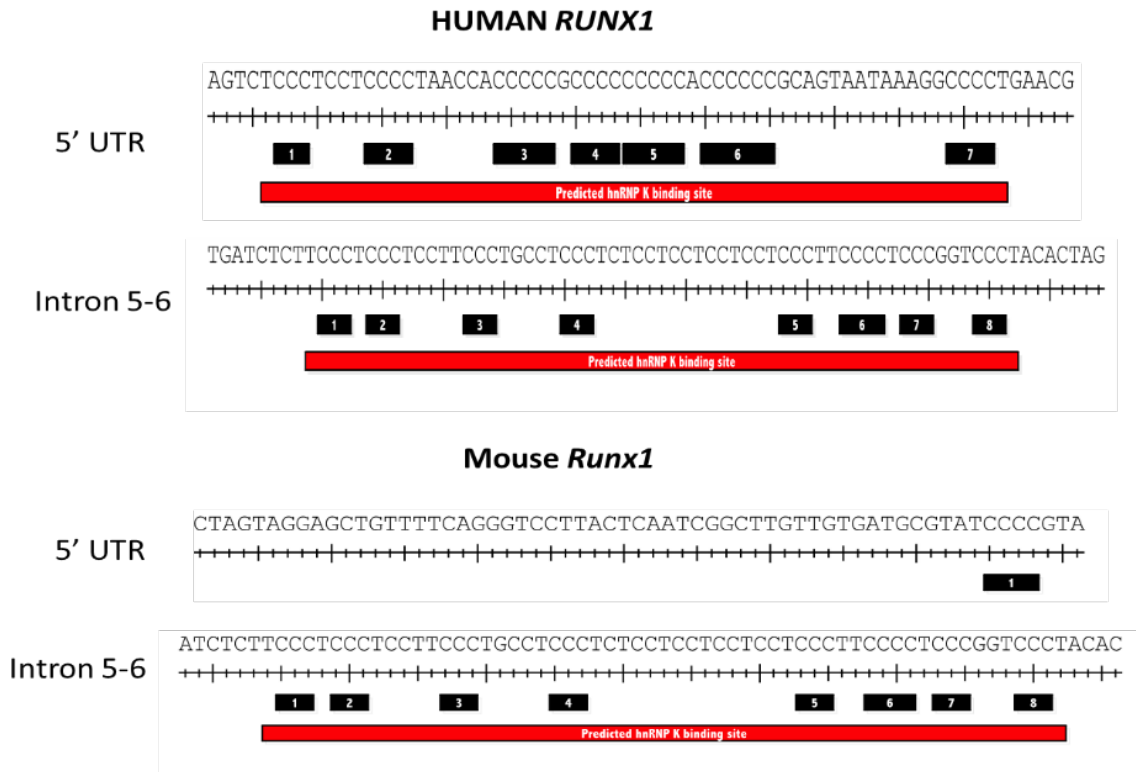 HUMAN RUNX1
AGTCTCCCTCCTCCCCTAACCACCCCCGCCCCCCCCCACCCCCCGCAGTAATAAAGGCCCCTGAACG
5' UTR
1 2 3 4 5 6 7
Predicted hnRNP K binding site
TGATCTCTTCCCTCCCTCCTTCCCTGCCTCCCTCTCCTCCTCCTCCTCCCTTCCCCTCCCGGTCCCTACACTAG
Intron 5-6
1 2 3 4 5 6 7 8
Predicted hnRNP K binding site
Mouse Runx1
CTAGTAGGAGCTGTTTTCAGGGTCCTTACTCAATCGGCTTGTTGTGATGCGTATCCCCGTA
5' UTR
1
ATCTCTTCCCTCCCTCCTTCCCTGCCTCCCTCTCCTCCTCCTCCTCCCTTCCCCTCCCGGTCCCTACAC
Intron 5-6
1 2 3 4 5 6 7 8
Predicted hnRNP K binding site